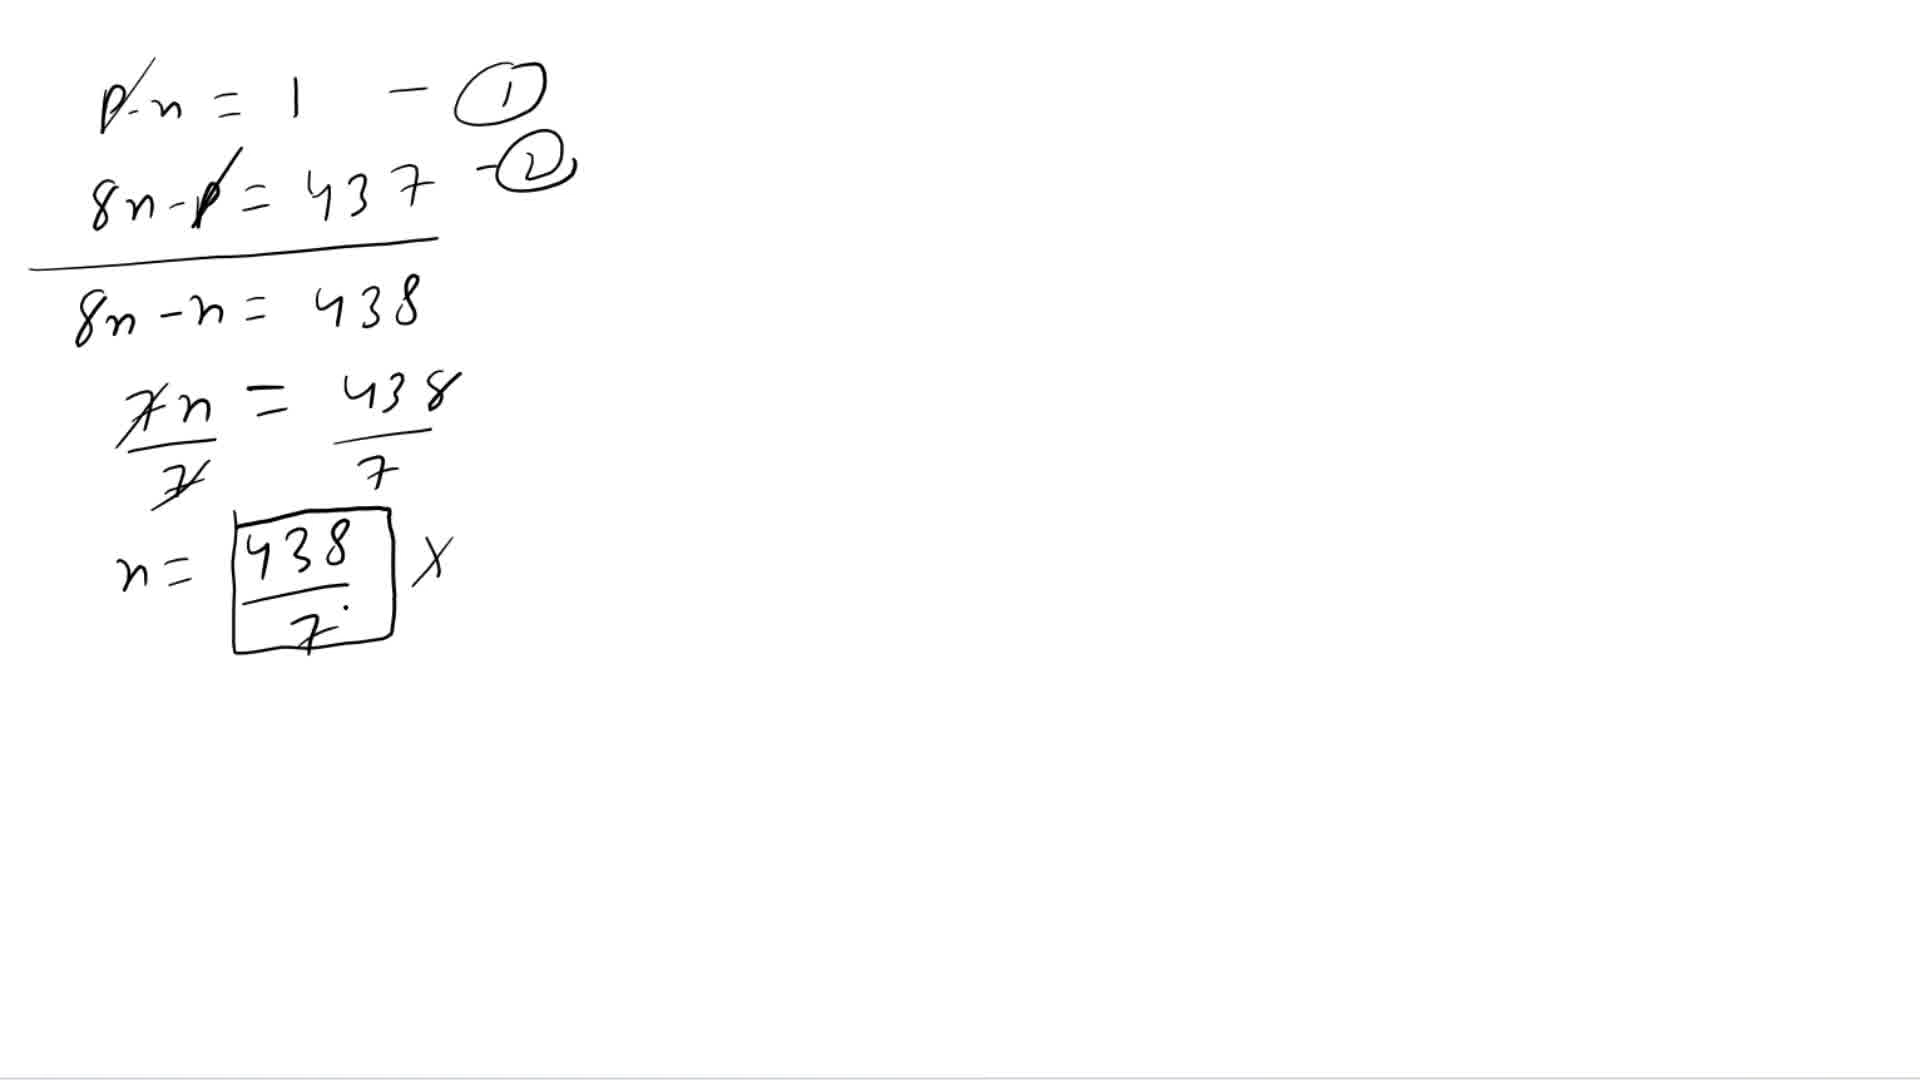 p-n = 1 - ①
8n-p = 437 - ②
8n-n = 438
7n/7 = 438/7
n = 438/7 X